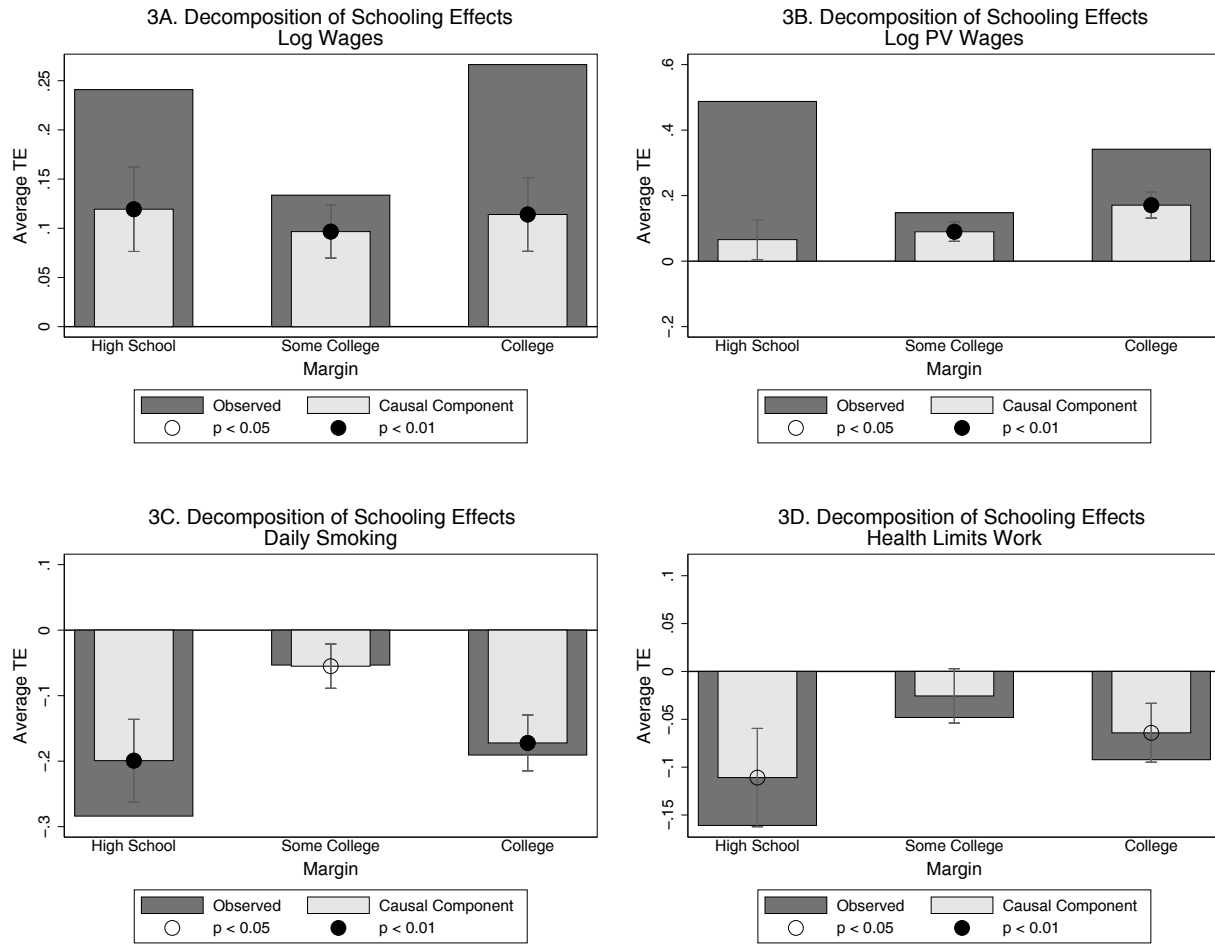 3A. Decomposition of Schooling Effects
Log Wages
Average TE
.25
.2
.15
.1
.05
0
High School
Some College
College
Margin
Observed
Causal Component
p < 0.05
p < 0.01
3B. Decomposition of Schooling Effects
Log PV Wages
Average TE
.6
.4
.2
0
-.2
High School
Some College
College
Margin
Observed
Causal Component
p < 0.05
p < 0.01
3C. Decomposition of Schooling Effects
Daily Smoking
Average TE
.1
0
-.1
-.2
-.3
High School
Some College
College
Margin
Observed
Causal Component
p < 0.05
p < 0.01
3D. Decomposition of Schooling Effects
Health Limits Work
Average TE
.1
.05
0
-.05
-.1
-.15
High School
Some College
College
Margin
Observed
Causal Component
p < 0.05
p < 0.01